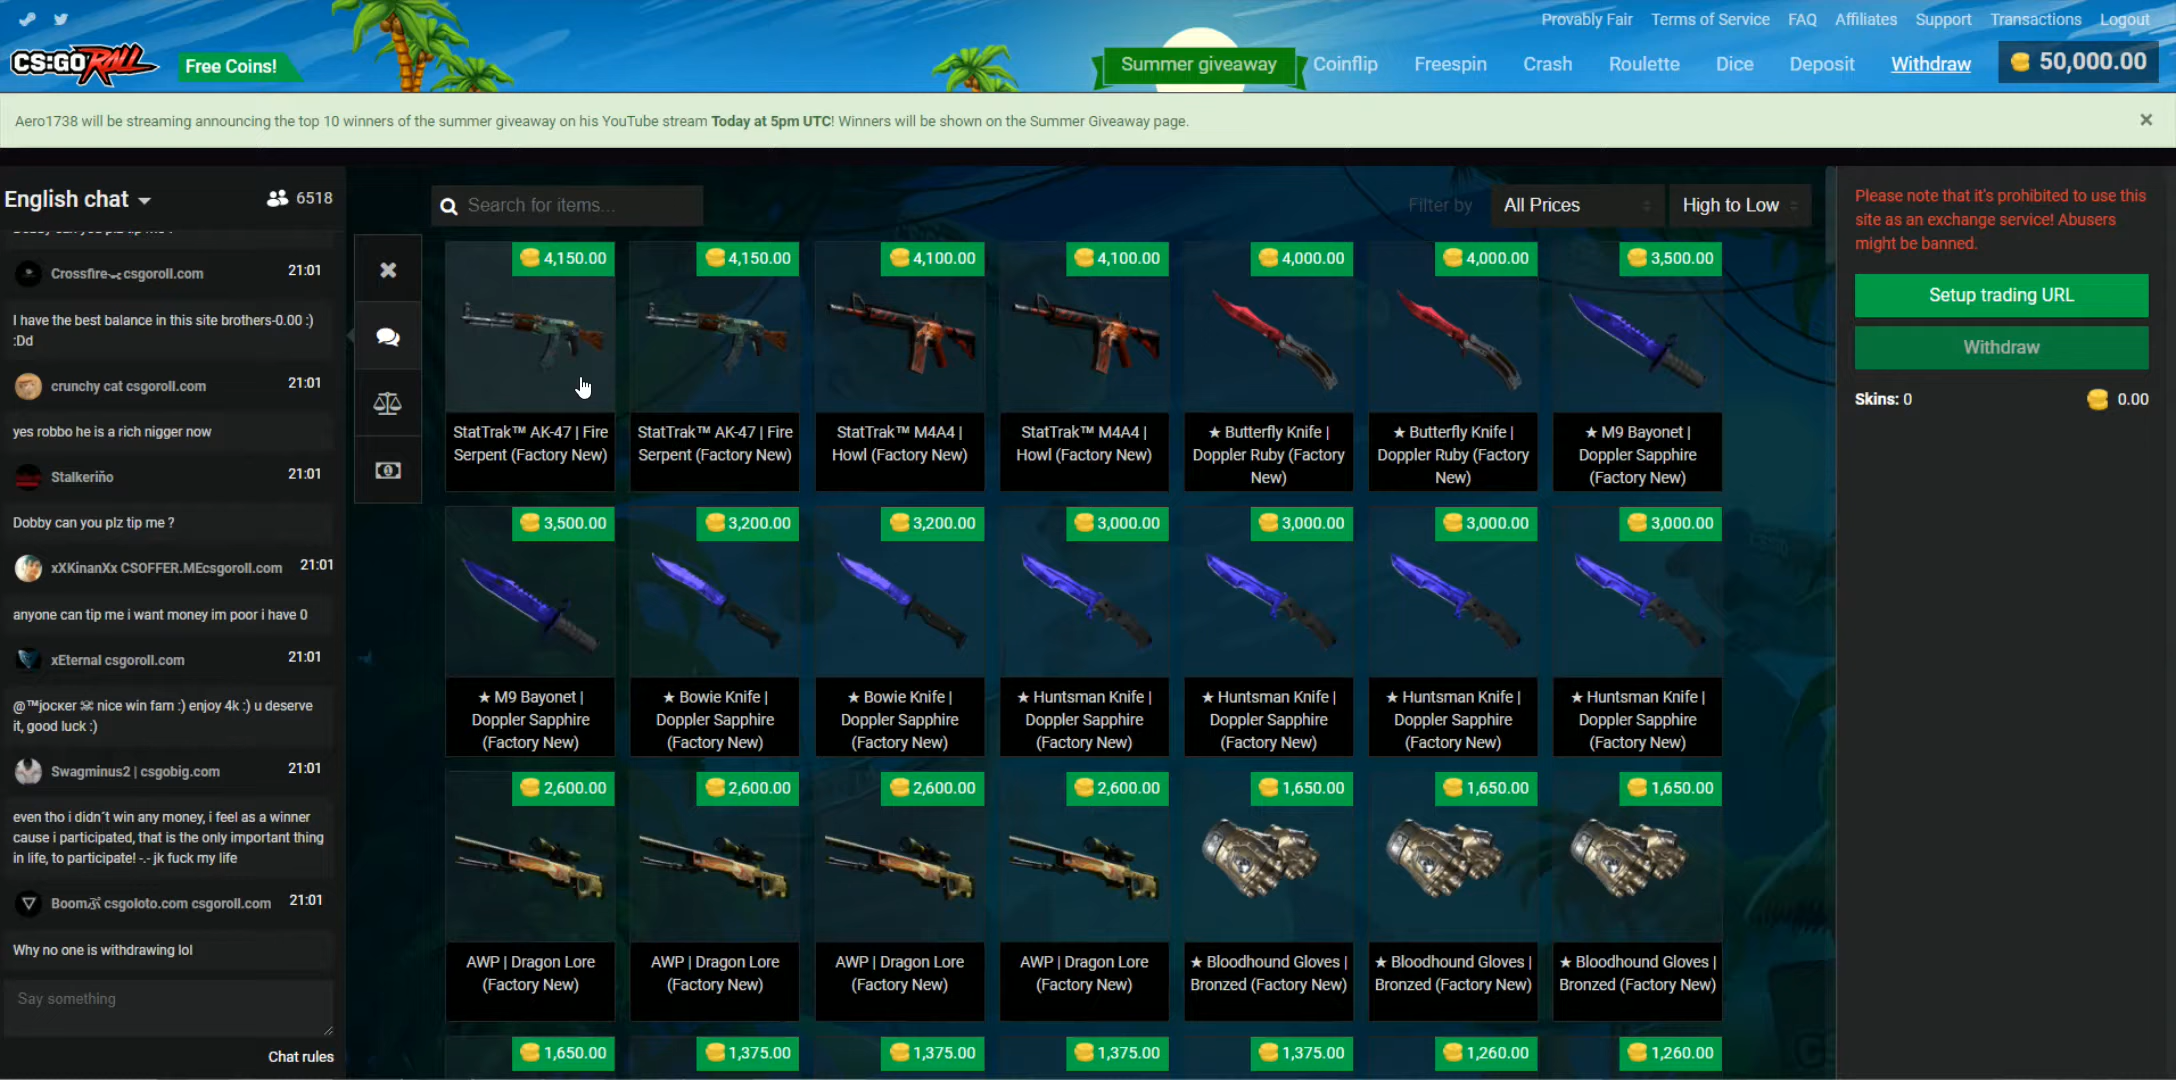 Provably Fair Terms of Service FAQ Affiliates Support Transactions Logout
CS:GO ROLL
Free Coins!
Summer giveaway Coinflip Freespin Crash Roulette Dice Deposit Withdraw 50,000.00
Aero1738 will be streaming announcing the top 10 winners of the summer giveaway on his YouTube stream Today at 5pm UTC! Winners will be shown on the Summer Giveaway page.
English chat 6518
Crossfire csgoroll.com 21:01
I have the best balance in this site brothers-0.00 :)
:Dd
crunchy cat csgoroll.com 21:01
yes robbo he is a rich nigger now
Stalkeriño 21:01
Dobby can you plz tip me ?
xXKinanXx CSOFFER.MEcsgoroll.com 21:01
anyone can tip me i want money im poor i have 0
xEternal csgoroll.com 21:01
@™jocĸer nice win fam :) enjoy 4k :) u deserve
it, good luck :)
Swagminus2 | csgobig.com 21:01
even tho i didn´t win any money, i feel as a winner
cause i participated, that is the only important thing
in life, to participate! -.- jk fuck my life
Boom csgoloto.com csgoroll.com 21:01
Why no one is withdrawing lol
Say something
Chat rules
Search for items...
Filter by All Prices High to Low
4,150.00 4,150.00 4,100.00 4,100.00 4,000.00 4,000.00 3,500.00
StatTrak™ AK-47 | Fire
Serpent (Factory New)
StatTrak™ AK-47 | Fire
Serpent (Factory New)
StatTrak™ M4A4 |
Howl (Factory New)
StatTrak™ M4A4 |
Howl (Factory New)
★ Butterfly Knife |
Doppler Ruby (Factory
New)
★ Butterfly Knife |
Doppler Ruby (Factory
New)
★ M9 Bayonet |
Doppler Sapphire
(Factory New)
3,500.00 3,200.00 3,200.00 3,000.00 3,000.00 3,000.00 3,000.00
★ M9 Bayonet |
Doppler Sapphire
(Factory New)
★ Bowie Knife |
Doppler Sapphire
(Factory New)
★ Bowie Knife |
Doppler Sapphire
(Factory New)
★ Huntsman Knife |
Doppler Sapphire
(Factory New)
★ Huntsman Knife |
Doppler Sapphire
(Factory New)
★ Huntsman Knife |
Doppler Sapphire
(Factory New)
★ Huntsman Knife |
Doppler Sapphire
(Factory New)
2,600.00 2,600.00 2,600.00 2,600.00 1,650.00 1,650.00 1,650.00
AWP | Dragon Lore
(Factory New)
AWP | Dragon Lore
(Factory New)
AWP | Dragon Lore
(Factory New)
AWP | Dragon Lore
(Factory New)
★ Bloodhound Gloves |
Bronzed (Factory New)
★ Bloodhound Gloves |
Bronzed (Factory New)
★ Bloodhound Gloves |
Bronzed (Factory New)
1,650.00 1,375.00 1,375.00 1,375.00 1,375.00 1,260.00 1,260.00
Please note that it's prohibited to use this
site as an exchange service! Abusers
might be banned.
Setup trading URL
Withdraw
Skins: 0 0.00